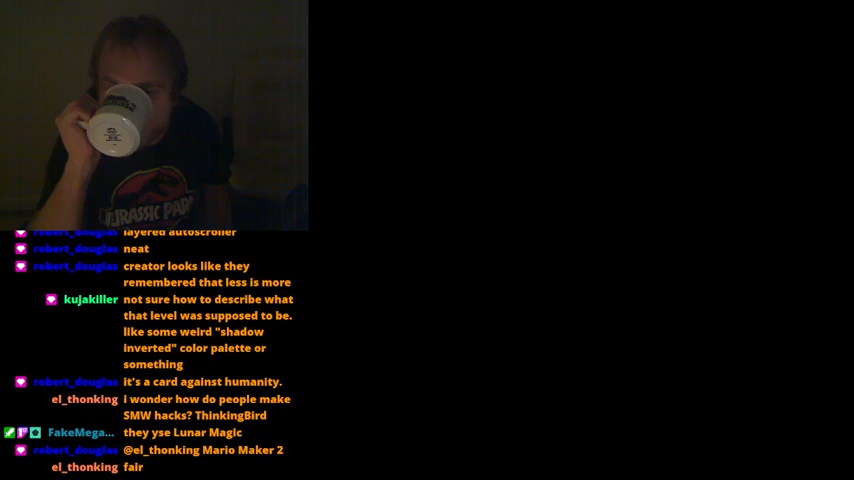 JURASSIC PARK
robert_douglas layered autoscroller
robert_douglas neat
robert_douglas creator looks like they
remembered that less is more
kujakiller not sure how to describe what
that level was supposed to be.
like some weird "shadow
inverted" color palette or
something
robert_douglas it's a card against humanity.
el_thonking i wonder how do people make
SMW hacks? ThinkingBird
FakeMega... they yse Lunar Magic
robert_douglas @el_thonking Mario Maker 2
el_thonking fair